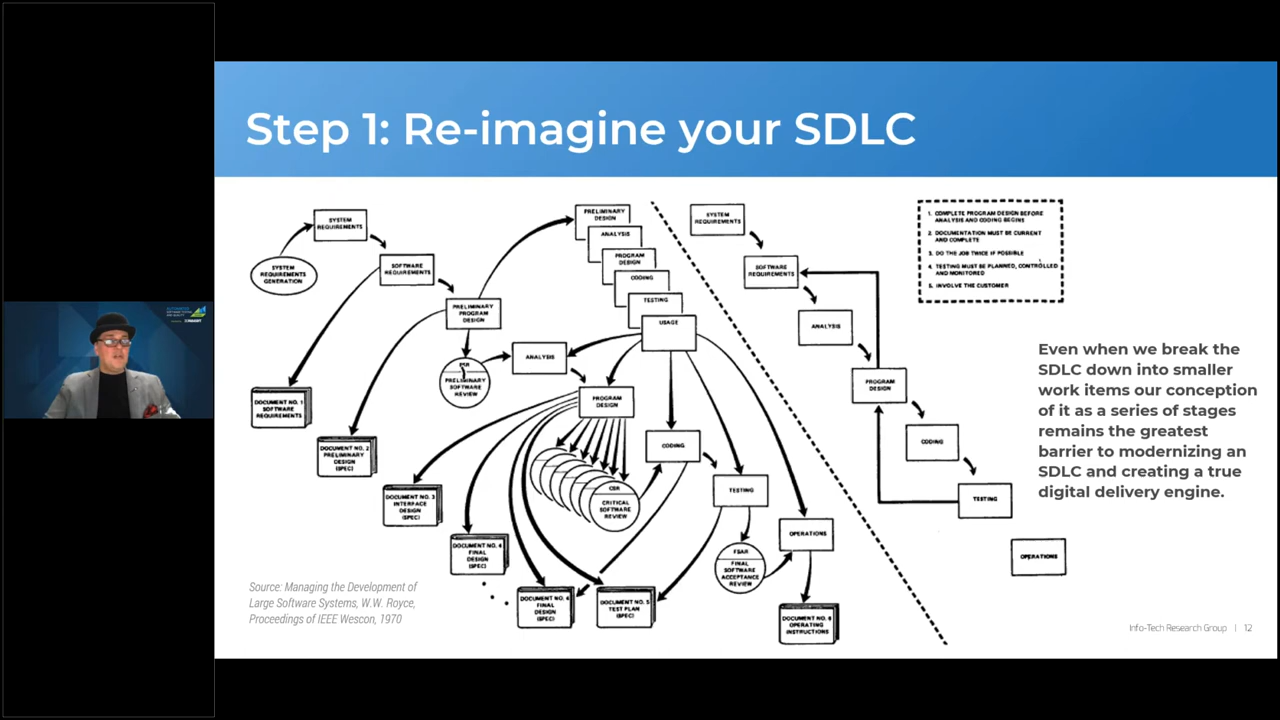 Step 1: Re-imagine your SDLC
SYSTEM
REQUIREMENTS
SYSTEM
REQUIREMENTS
GENERATION
SOFTWARE
REQUIREMENTS
PRELIMINARY
PROGRAM
DESIGN
PRELIMINARY
SOFTWARE
REVIEW
ANALYSIS
PROGRAM
DESIGN
PRELIMINARY
DESIGN
ANALYSIS
PROGRAM
DESIGN
CODING
TESTING
USAGE
CODING
TESTING
OPERATIONS
CSR
CRITICAL
SOFTWARE
REVIEW
FSAR
FINAL
SOFTWARE
ACCEPTANCE
REVIEW
DOCUMENT NO. 1
SOFTWARE
REQUIREMENTS
DOCUMENT NO. 2
PRELIMINARY
DESIGN
(SPEC)
DOCUMENT NO. 3
INTERFACE
DESIGN
(SPEC)
DOCUMENT NO. 4
FINAL
DESIGN
(SPEC)
DOCUMENT NO. 4
FINAL
DESIGN
(SPEC)
DOCUMENT NO. 5
TEST PLAN
(SPEC)
DOCUMENT NO. 6
OPERATING
INSTRUCTIONS
SYSTEM
REQUIREMENTS
SOFTWARE
REQUIREMENTS
ANALYSIS
PROGRAM
DESIGN
CODING
TESTING
OPERATIONS
1. COMPLETE PROGRAM DESIGN BEFORE
ANALYSIS AND CODING BEGINS
2. DOCUMENTATION MUST BE CURRENT
AND COMPLETE
3. DO THE JOB TWICE IF POSSIBLE
4. TESTING MUST BE PLANNED, CONTROLLED
AND MONITORED
5. INVOLVE THE CUSTOMER
Even when we break the
SDLC down into smaller
work items our conception
of it as a series of stages
remains the greatest
barrier to modernizing an
SDLC and creating a true
digital delivery engine.
Source: Managing the Development of
Large Software Systems, W.W. Royce,
Proceedings of IEEE Wescon, 1970
Info-Tech Research Group | 12